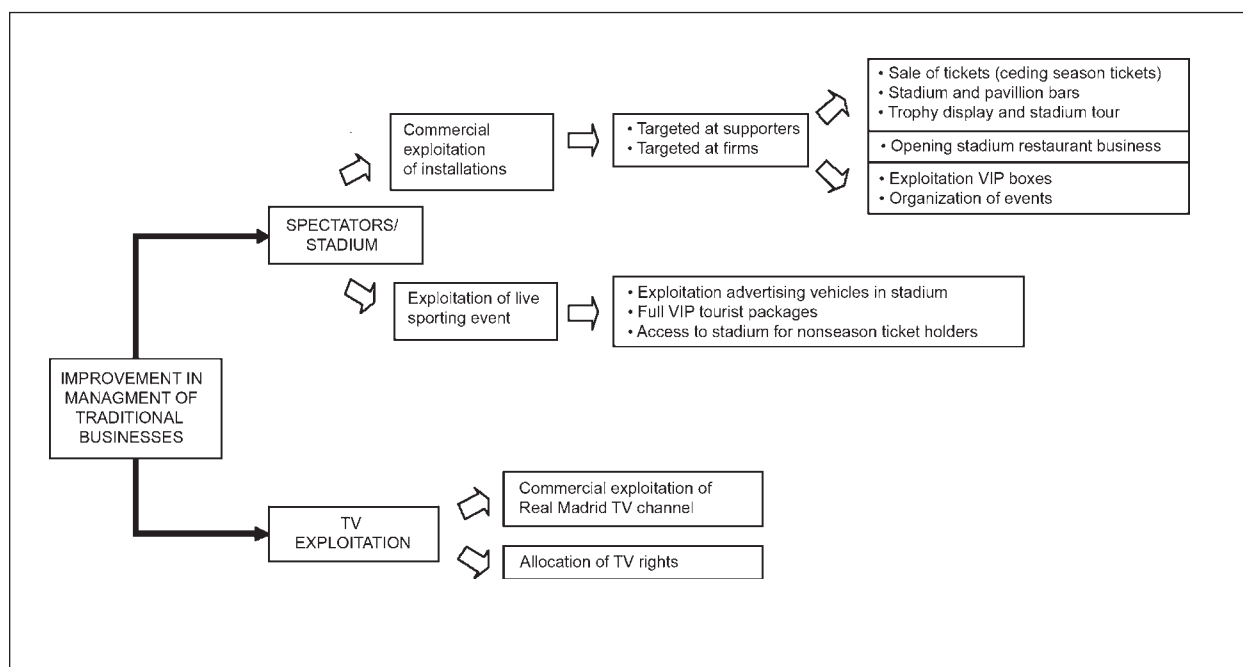 • Sale of tickets (ceding season tickets)
• Stadium and pavillion bars
• Trophy display and stadium tour
Commercial
exploitation
of installations
• Targeted at supporters
• Targeted at firms
• Opening stadium restaurant business
• Exploitation VIP boxes
• Organization of events
SPECTATORS/
STADIUM
Exploitation of live
sporting event
• Exploitation advertising vehicles in stadium
• Full VIP tourist packages
• Access to stadium for nonseason ticket holders
IMPROVEMENT IN
MANAGMENT OF
TRADITIONAL
BUSINESSES
Commercial exploitation of
Real Madrid TV channel
TV
EXPLOITATION
Allocation of TV rights